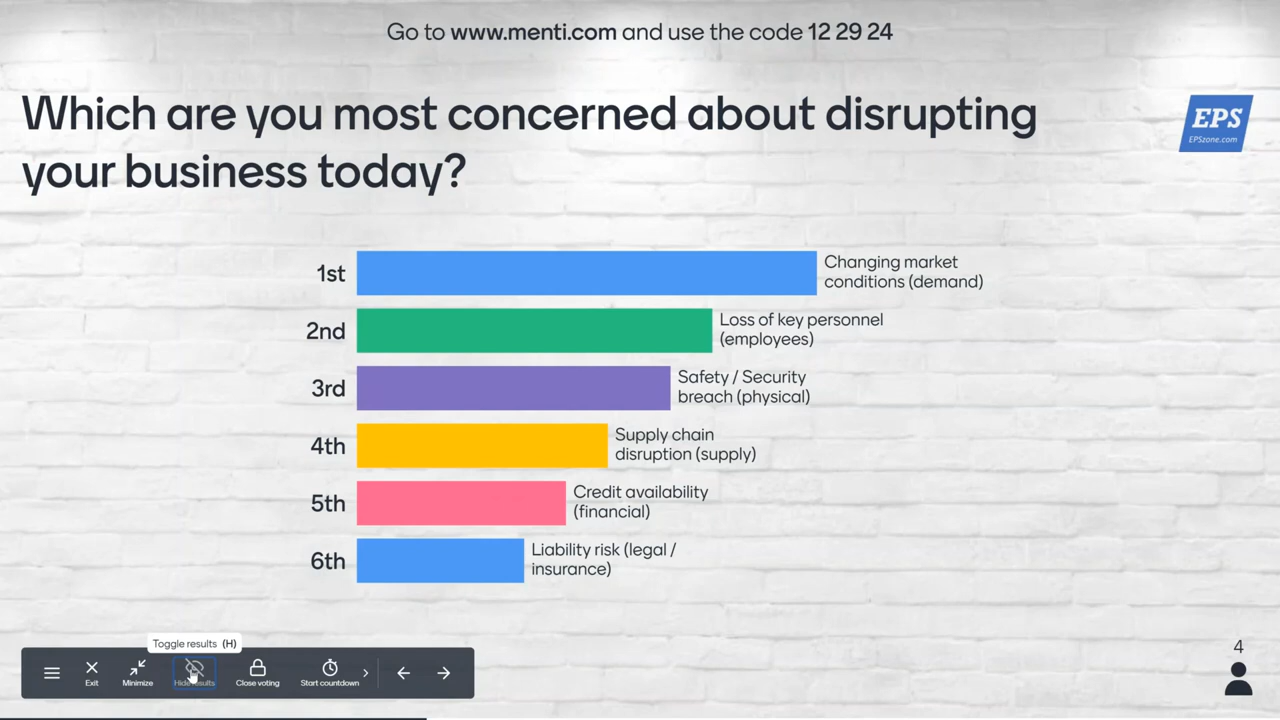 Go to www.menti.com and use the code 12 29 24
Which are you most concerned about disrupting
your business today?
EPS
EPSzone.com
1st
Changing market
conditions (demand)
2nd
Loss of key personnel
(employees)
3rd
Safety / Security
breach (physical)
4th
Supply chain
disruption (supply)
5th
Credit availability
(financial)
6th
Liability risk (legal /
insurance)
Toggle results (H)
Exit
Minimize
Hide results
Close voting
Start countdown
4